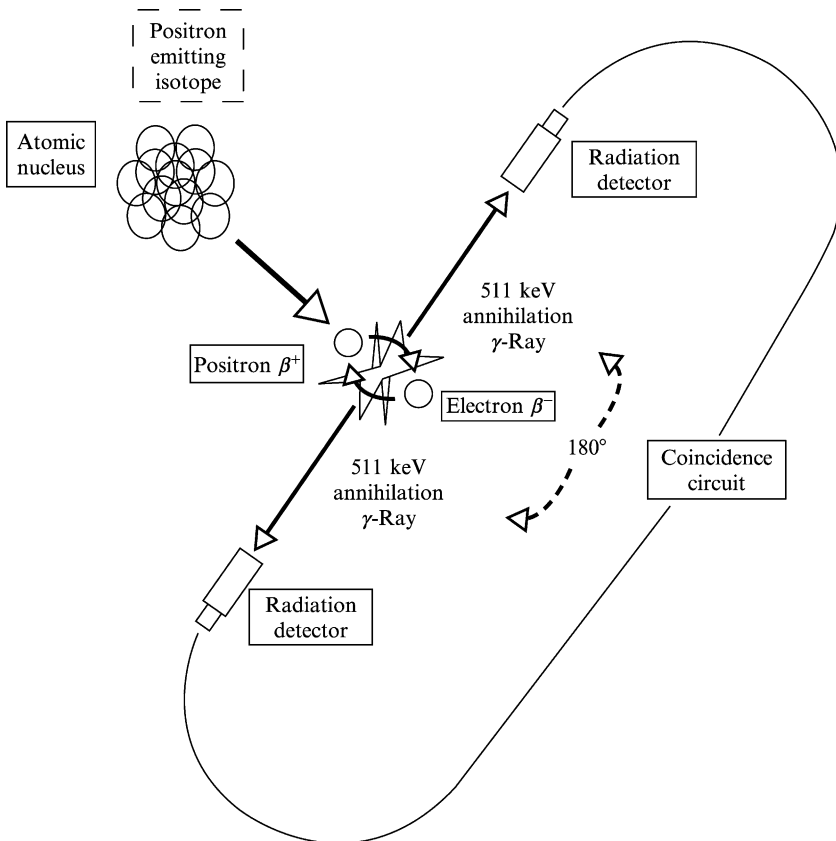 Positron
emitting
isotope
Atomic
nucleus
Radiation
detector
511 keV
annihilation
γ-Ray
Positron β⁺
Electron β⁻
180°
511 keV
annihilation
γ-Ray
Coincidence
circuit
Radiation
detector